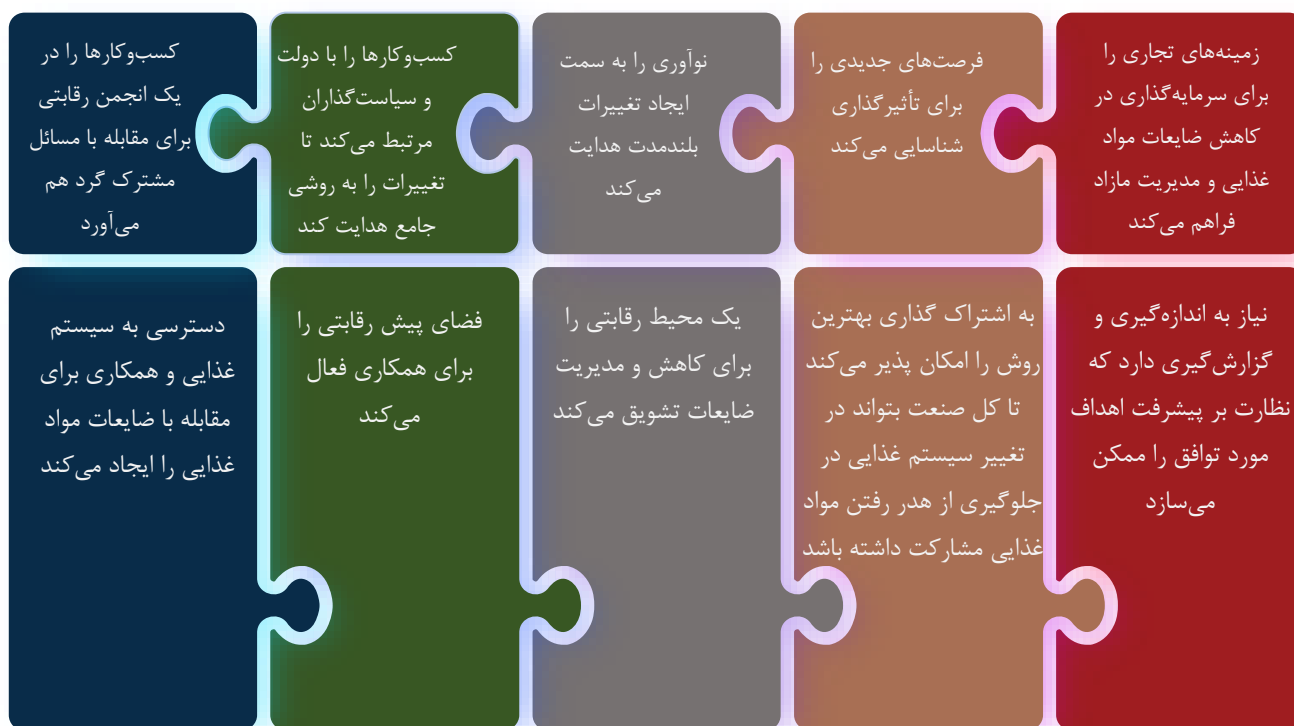 زمینه‌های تجاری را
برای سرمایه‌گذاری در
کاهش ضایعات مواد
غذایی و مدیریت مازاد
فراهم می‌کند
فرصت‌های جدیدی را
برای تأثیرگذاری
شناسایی می‌کند
نوآوری را به سمت
ایجاد تغییرات
بلندمدت هدایت
می‌کند
کسب‌وکارها را با دولت
و سیاست‌گذاران
مرتبط می‌کند تا
تغییرات را به روشی
جامع هدایت کند
کسب‌وکارها را در
یک انجمن رقابتی
برای مقابله با مسائل
مشترک گرد هم
می‌آورد
نیاز به اندازه‌گیری و
گزارش‌گیری دارد که
نظارت بر پیشرفت اهداف
مورد توافق را ممکن
می‌سازد
به اشتراک گذاری بهترین
روش را امکان پذیر می‌کند
تا کل صنعت بتواند در
تغییر سیستم غذایی در
جلوگیری از هدر رفتن مواد
غذایی مشارکت داشته باشد
یک محیط رقابتی را
برای کاهش و مدیریت
ضایعات تشویق می‌کند
فضای پیش رقابتی را
برای همکاری فعال
می‌کند
دسترسی به سیستم
غذایی و همکاری برای
مقابله با ضایعات مواد
غذایی را ایجاد می‌کند